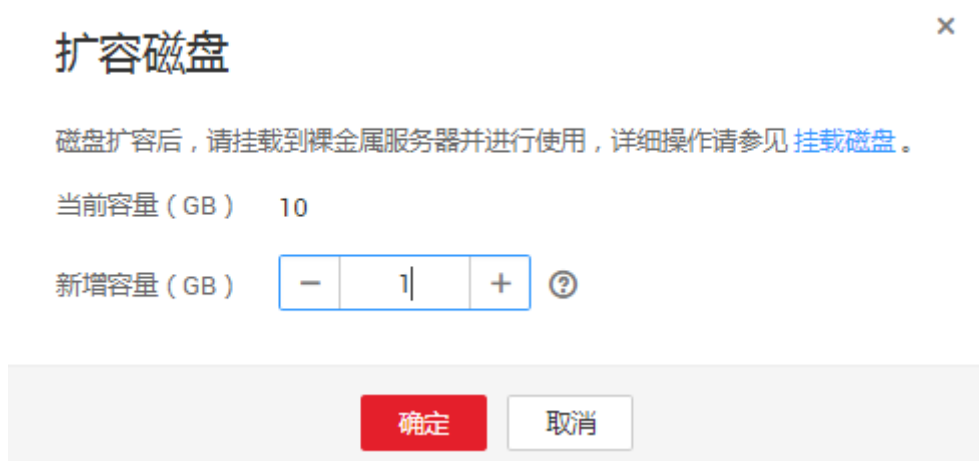 扩容磁盘
磁盘扩容后，请挂载到裸金属服务器并进行使用，详细操作请参见 挂载磁盘 。
当前容量（GB） 10
新增容量（GB） − 1 +
确定 取消